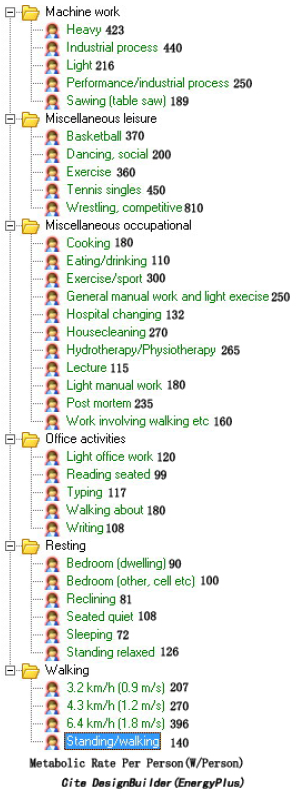 Machine work
Heavy 423
Industrial process 440
Light 216
Performance/industrial process 250
Sawing (table saw) 189
Miscellaneous leisure
Basketball 370
Dancing, social 200
Exercise 360
Tennis singles 450
Wrestling, competitive 810
Miscellaneous occupational
Cooking 180
Eating/drinking 110
Exercise/sport 300
General manual work and light execise 250
Hospital changing 132
Housecleaning 270
Hydrotherapy/Physiotherapy 265
Lecture 115
Light manual work 180
Post mortem 235
Work involving walking etc 160
Office activities
Light office work 120
Reading seated 99
Typing 117
Walking about 180
Writing 108
Resting
Bedroom (dwelling) 90
Bedroom (other, cell etc) 100
Reclining 81
Seated quiet 108
Sleeping 72
Standing relaxed 126
Walking
3.2 km/h (0.9 m/s) 207
4.3 km/h (1.2 m/s) 270
6.4 km/h (1.8 m/s) 396
Standing/walking 140
Metabolic Rate Per Person(W/Person)
Cite DesignBuilder(EnergyPlus)